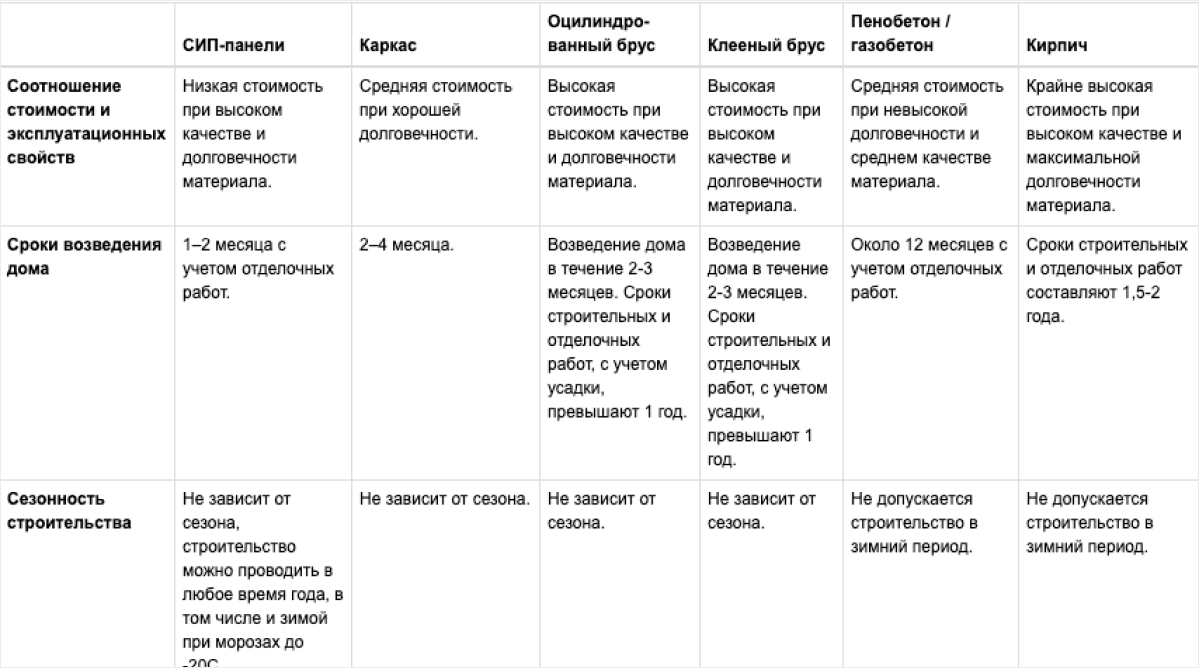 СИП-панели
Каркас
Оцилиндро-
ванный брус
Клееный брус
Пенобетон /
газобетон
Кирпич
Соотношение
стоимости и
эксплуатационных
свойств
Низкая стоимость
при высоком
качестве и
долговечности
материала.
Средняя стоимость
при хорошей
долговечности.
Высокая
стоимость при
высоком качестве
и долговечности
материала.
Высокая
стоимость при
высоком
качестве и
долговечности
материала.
Средняя стоимость
при невысокой
долговечности и
среднем качестве
материала.
Крайне высокая
стоимость при
высоком качестве и
максимальной
долговечности
материала.
Сроки возведения
дома
1–2 месяца с
учетом отделочных
работ.
2–4 месяца.
Возведение дома
в течение 2-3
месяцев. Сроки
строительных и
отделочных
работ, с учетом
усадки,
превышают 1 год.
Возведение
дома в течение
2-3 месяцев.
Сроки
строительных и
отделочных
работ, с учетом
усадки,
превышают 1
год.
Около 12 месяцев с
учетом отделочных
работ.
Сроки строительных
и отделочных работ
составляют 1,5-2
года.
Сезонность
строительства
Не зависит от
сезона,
строительство
можно проводить в
любое время года, в
том числе и зимой
при морозах до
-20С
Не зависит от сезона.
Не зависит от
сезона.
Не зависит от
сезона.
Не допускается
строительство в
зимний период.
Не допускается
строительство в
зимний период.